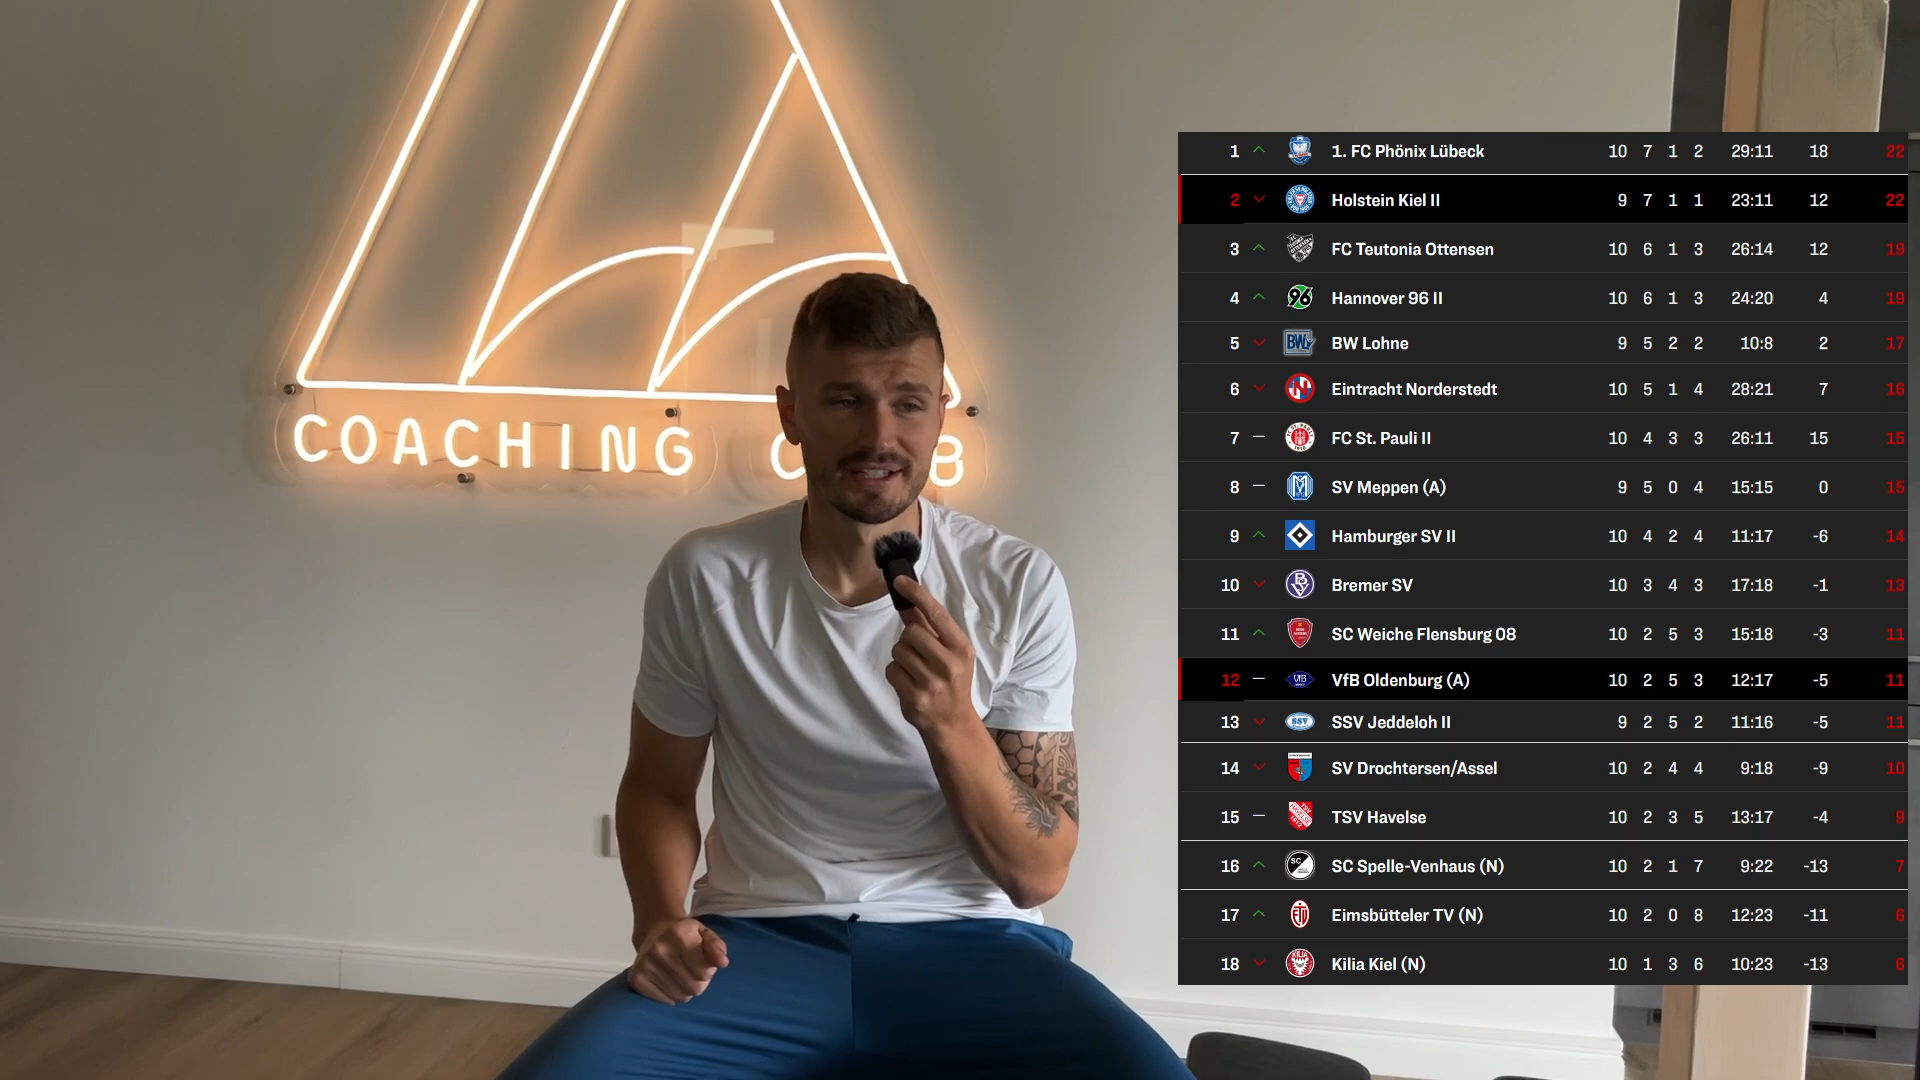 COACHING C B
1 1. FC Phönix Lübeck 10 7 1 2 29:11 18 22
2 Holstein Kiel II 9 7 1 1 23:11 12 22
3 FC Teutonia Ottensen 10 6 1 3 26:14 12 19
4 Hannover 96 II 10 6 1 3 24:20 4 19
5 BW Lohne 9 5 2 2 10:8 2 17
6 Eintracht Norderstedt 10 5 1 4 28:21 7 16
7 FC St. Pauli II 10 4 3 3 26:11 15 15
8 SV Meppen (A) 9 5 0 4 15:15 0 15
9 Hamburger SV II 10 4 2 4 11:17 -6 14
10 Bremer SV 10 3 4 3 17:18 -1 13
11 SC Weiche Flensburg 08 10 2 5 3 15:18 -3 11
12 VfB Oldenburg (A) 10 2 5 3 12:17 -5 11
13 SSV Jeddeloh II 9 2 5 2 11:16 -5 11
14 SV Drochtersen/Assel 10 2 4 4 9:18 -9 10
15 TSV Havelse 10 2 3 5 13:17 -4 9
16 SC Spelle-Venhaus (N) 10 2 1 7 9:22 -13 7
17 Eimsbütteler TV (N) 10 2 0 8 12:23 -11 6
18 Kilia Kiel (N) 10 1 3 6 10:23 -13 6